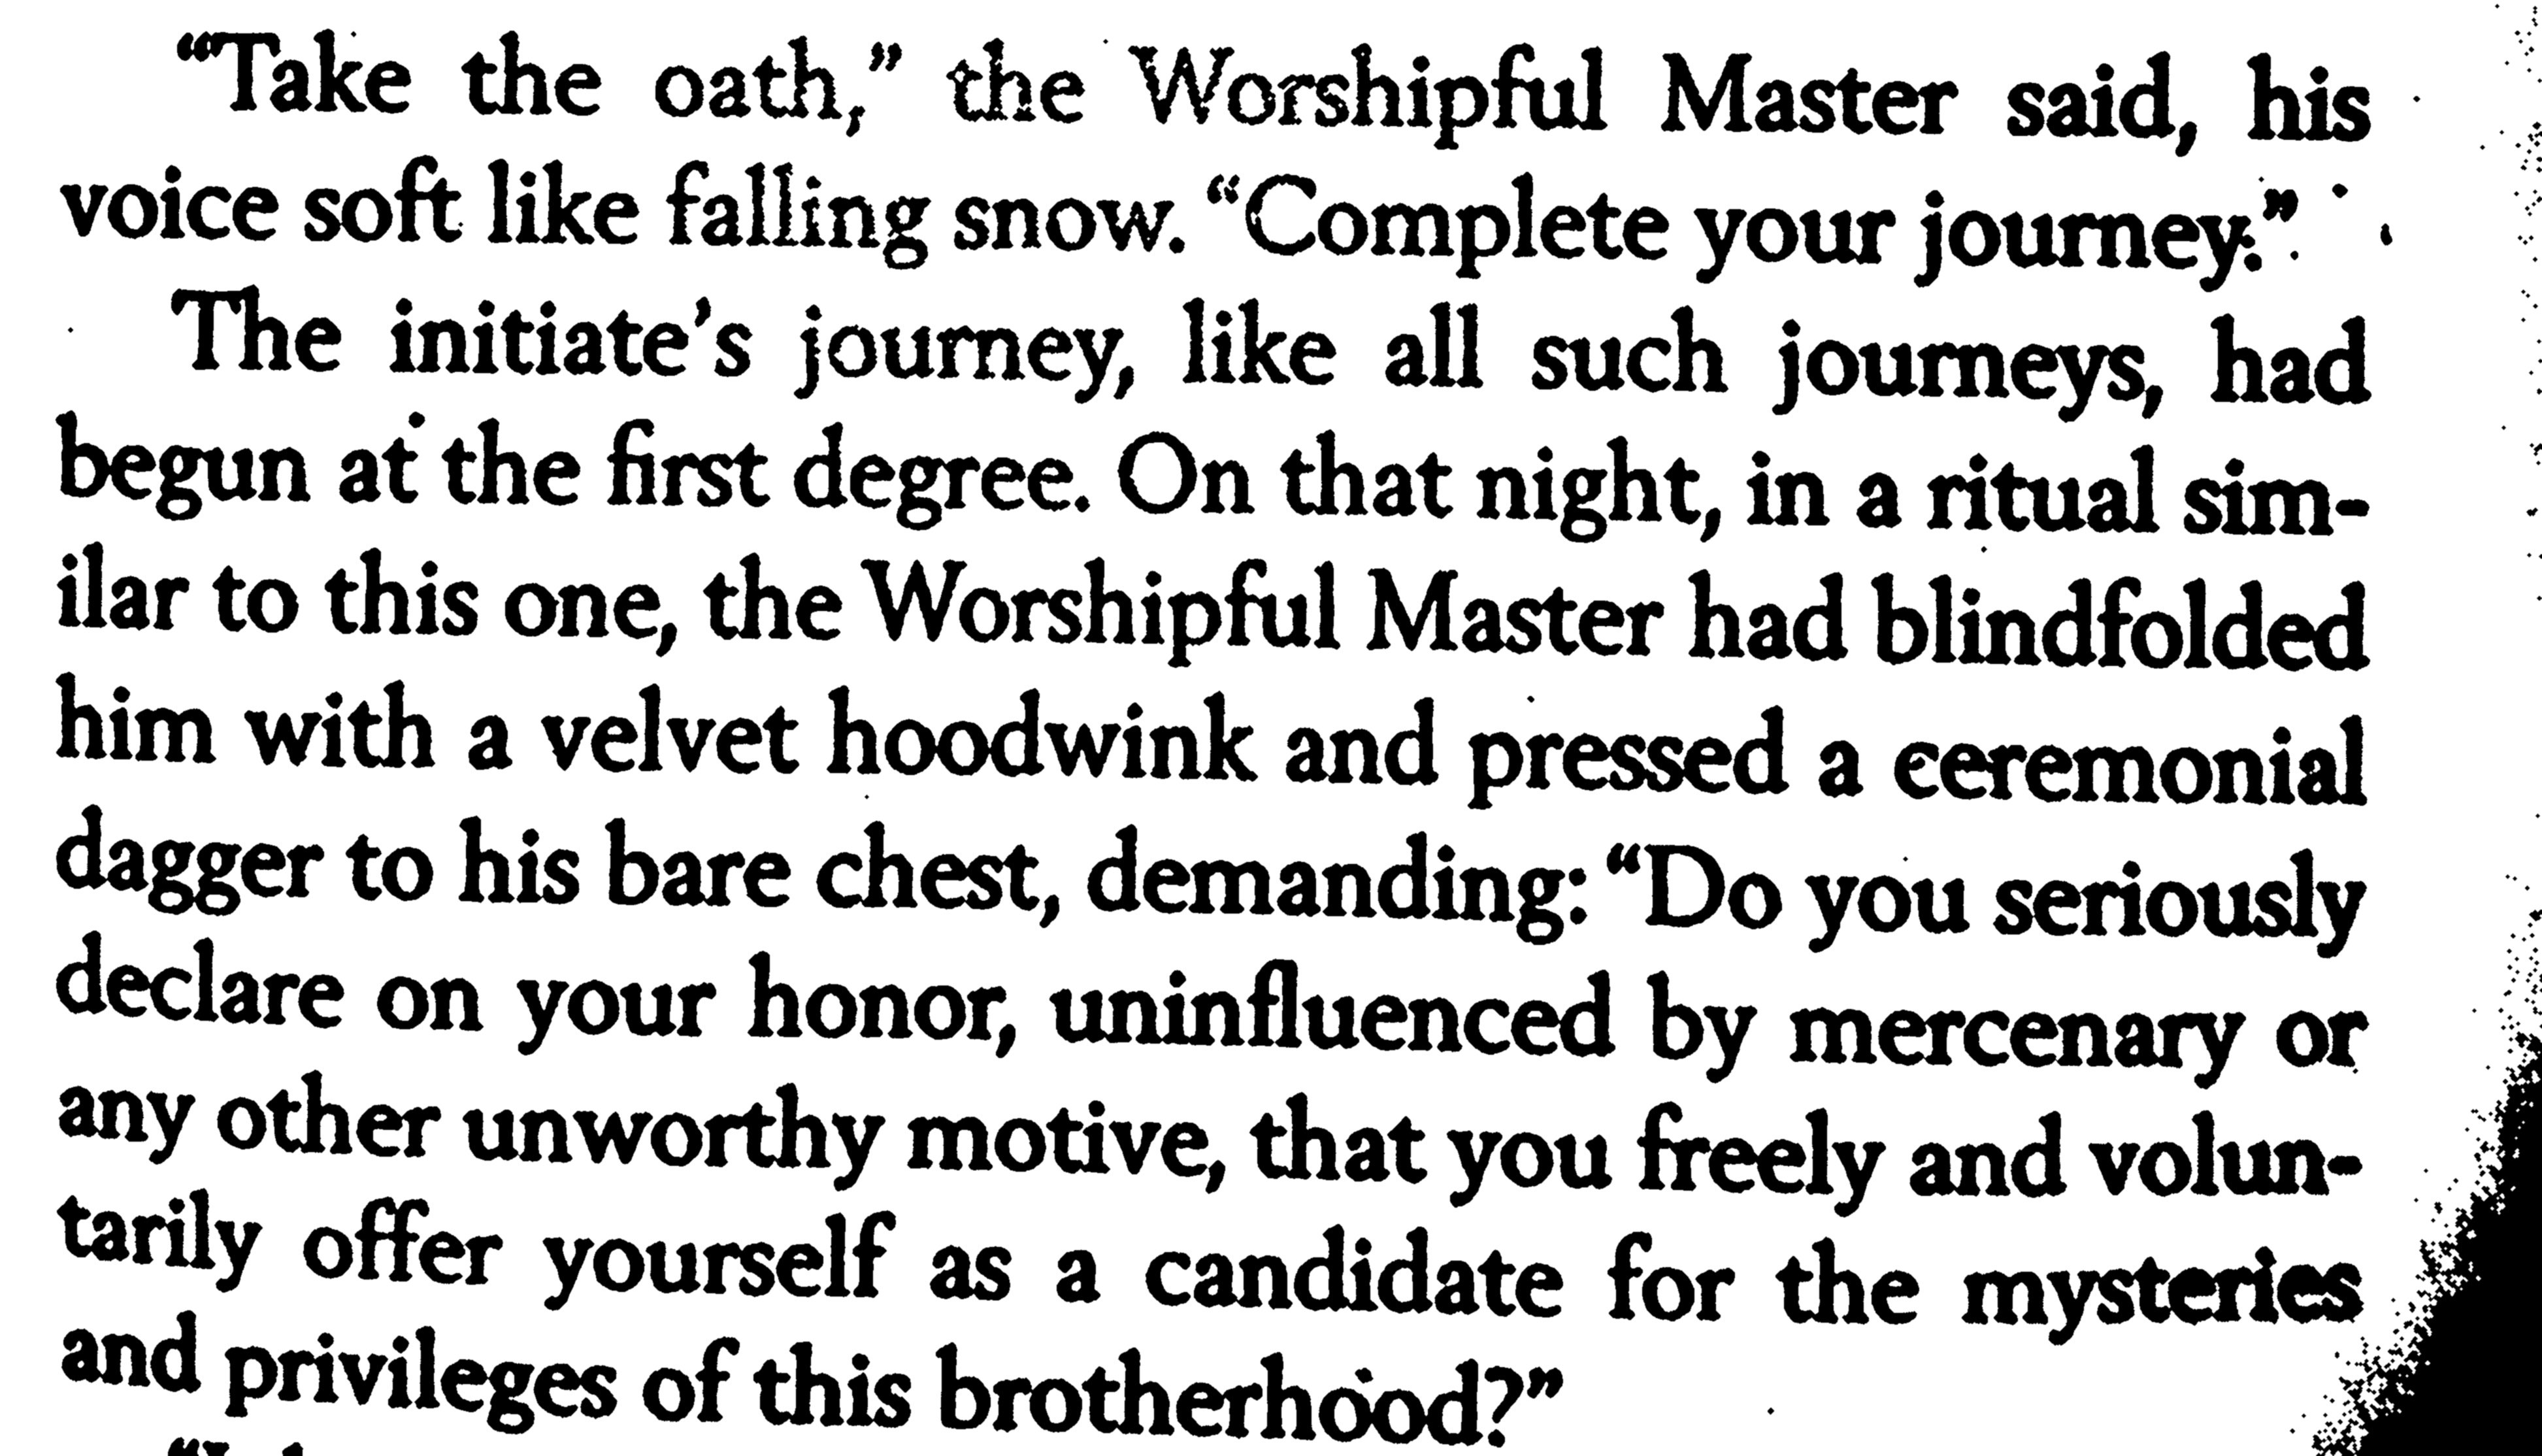 “Take the oath,” the Worshipful Master said, his
voice soft like falling snow. “Complete your journey.”
The initiate’s journey, like all such journeys, had
begun at the first degree. On that night, in a ritual sim-
ilar to this one, the Worshipful Master had blindfolded
him with a velvet hoodwink and pressed a ceremonial
dagger to his bare chest, demanding: “Do you seriously
declare on your honor, uninfluenced by mercenary or
any other unworthy motive, that you freely and volun-
tarily offer yourself as a candidate for the mysteries
and privileges of this brotherhood?”